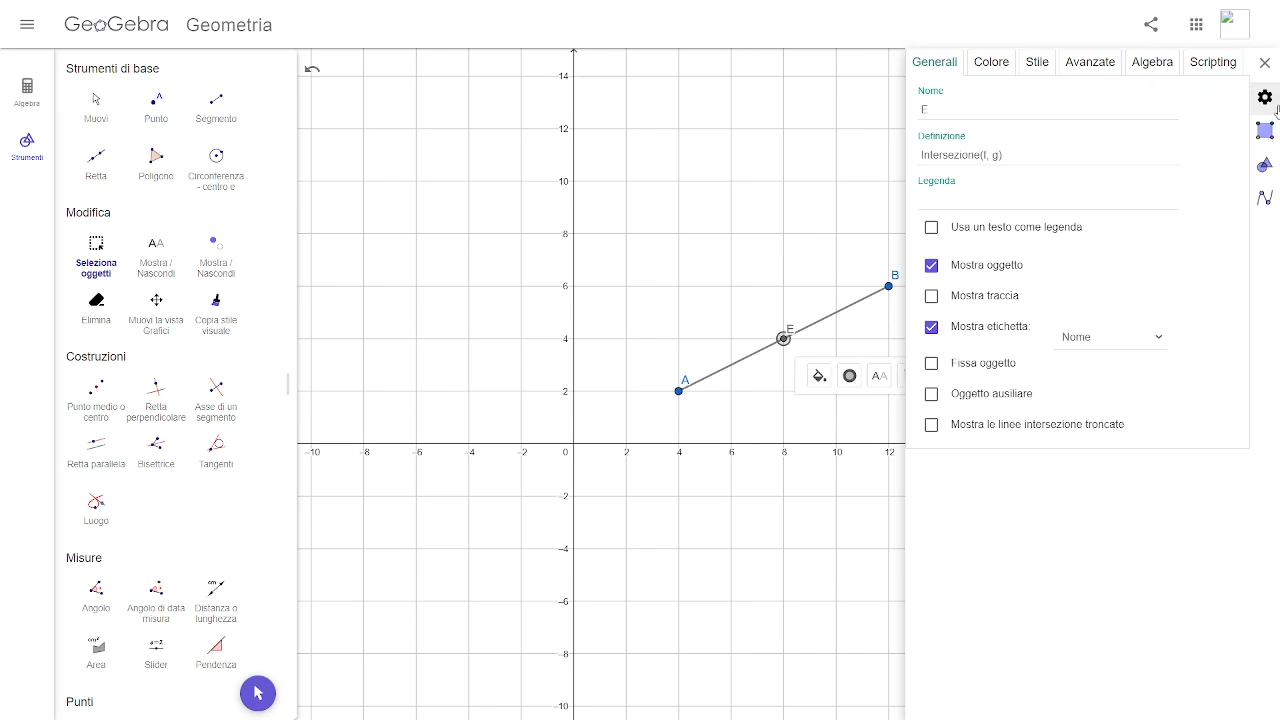 GeoGebra Geometria
Algebra
Strumenti
Strumenti di base
Muovi Punto Segmento
Retta Poligono Circonferenza
- centro e
Modifica
Seleziona Mostra / Mostra /
oggetti Nascondi Nascondi
Elimina Muovi la vista Copia stile
Grafici visuale
Costruzioni
Punto medio o Retta Asse di un
centro perpendicolare segmento
Retta parallela Bisettrice Tangenti
Luogo
Misure
cm
Angolo Angolo di data Distanza o
misura lunghezza
cm² a=2
Area Slider Pendenza
Punti
14
12
10
8
6
4
2
-10 -8 -6 -4 -2 0 2 4 6 8 10 12
-2
-4
-6
-8
-10
A
E
B
AA
Generali Colore Stile Avanzate Algebra Scripting
Nome
E
Definizione
Intersezione(f, g)
Legenda
Usa un testo come legenda
Mostra oggetto
Mostra traccia
Mostra etichetta: Nome
Fissa oggetto
Oggetto ausiliare
Mostra le linee intersezione troncate